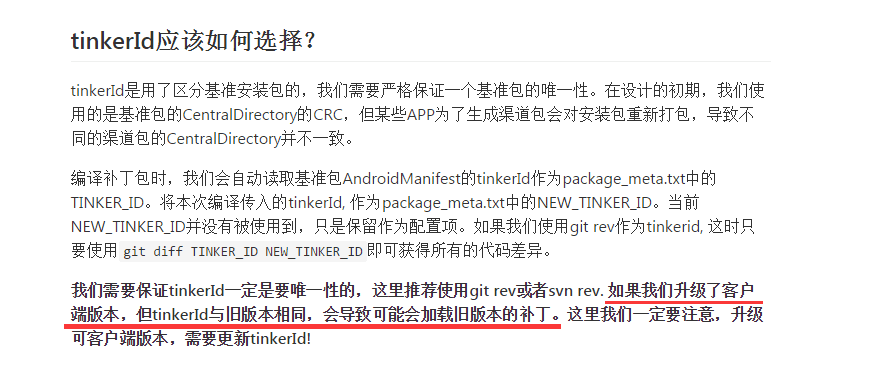 tinkerId应该如何选择？
tinkerId是用了区分基准安装包的，我们需要严格保证一个基准包的唯一性。在设计的初期，我们使
用的是基准包的CentralDirectory的CRC，但某些APP为了生成渠道包会对安装包重新打包，导致不
同的渠道包的CentralDirectory并不一致。
编译补丁包时，我们会自动读取基准包AndroidManifest的tinkerId作为package_meta.txt中的
TINKER_ID。将本次编译传入的tinkerId, 作为package_meta.txt中的NEW_TINKER_ID。当前
NEW_TINKER_ID并没有被使用到，只是保留作为配置项。如果我们使用git rev作为tinkerid, 这时只
要使用 git diff TINKER_ID NEW_TINKER_ID 即可获得所有的代码差异。
我们需要保证tinkerId一定是要唯一性的，这里推荐使用git rev或者svn rev. 如果我们升级了客户
端版本，但tinkerId与旧版本相同，会导致可能会加载旧版本的补丁。这里我们一定要注意，升级
可客户端版本，需要更新tinkerId!